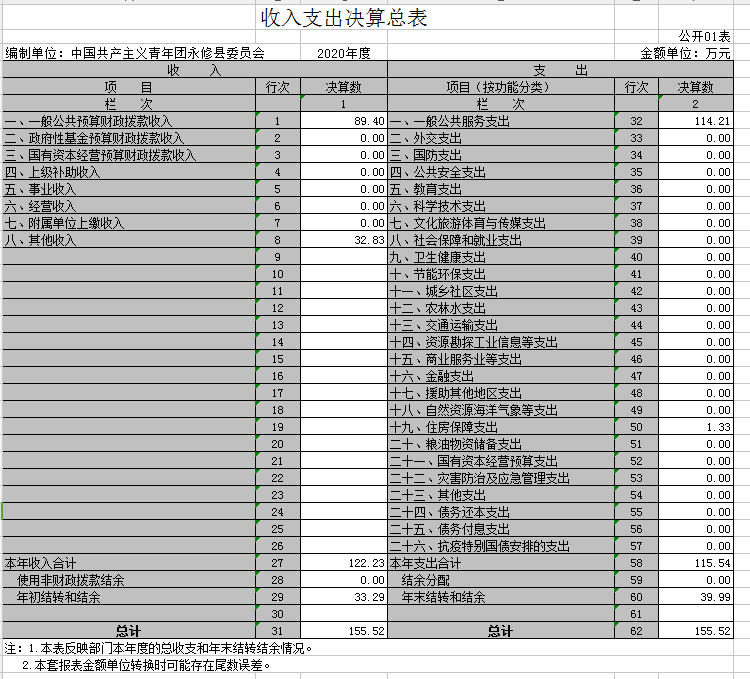 收入支出决算总表
公开01表
编制单位：中国共产主义青年团永修县委员会 2020年度 金额单位：万元
收 入 支 出
项 目 行次 决算数 项目（按功能分类） 行次 决算数
栏 次 1 栏 次 2
一、一般公共预算财政拨款收入 1 89.40 一、一般公共服务支出 32 114.21
二、政府性基金预算财政拨款收入 2 0.00 二、外交支出 33 0.00
三、国有资本经营预算财政拨款收入 3 0.00 三、国防支出 34 0.00
四、上级补助收入 4 0.00 四、公共安全支出 35 0.00
五、事业收入 5 0.00 五、教育支出 36 0.00
六、经营收入 6 0.00 六、科学技术支出 37 0.00
七、附属单位上缴收入 7 0.00 七、文化旅游体育与传媒支出 38 0.00
八、其他收入 8 32.83 八、社会保障和就业支出 39 0.00
9 九、卫生健康支出 40 0.00
10 十、节能环保支出 41 0.00
11 十一、城乡社区支出 42 0.00
12 十二、农林水支出 43 0.00
13 十三、交通运输支出 44 0.00
14 十四、资源勘探工业信息等支出 45 0.00
15 十五、商业服务业等支出 46 0.00
16 十六、金融支出 47 0.00
17 十七、援助其他地区支出 48 0.00
18 十八、自然资源海洋气象等支出 49 0.00
19 十九、住房保障支出 50 1.33
20 二十、粮油物资储备支出 51 0.00
21 二十一、国有资本经营预算支出 52 0.00
22 二十二、灾害防治及应急管理支出 53 0.00
23 二十三、其他支出 54 0.00
24 二十四、债务还本支出 55 0.00
25 二十五、债务付息支出 56 0.00
26 二十六、抗疫特别国债安排的支出 57 0.00
本年收入合计 27 122.23 本年支出合计 58 115.54
使用非财政拨款结余 28 0.00 结余分配 59 0.00
年初结转和结余 29 33.29 年末结转和结余 60 39.99
30 61
总计 31 155.52 总计 62 155.52
注：1.本表反映部门本年度的总收支和年末结转结余情况。
2.本套报表金额单位转换时可能存在尾数误差。